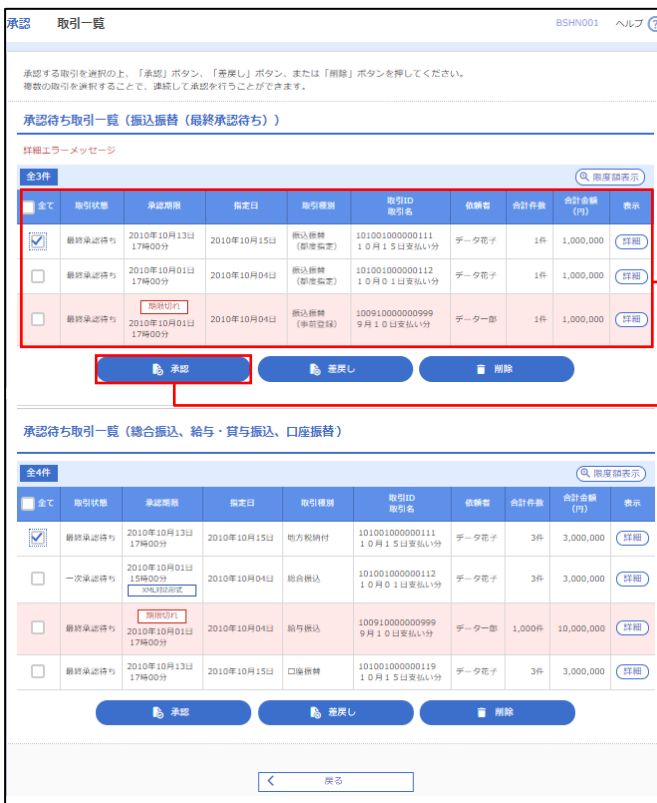 承認 取引一覧 BSHN001 ヘルプ ?
承認する取引を選択の上、「承認」ボタン、「差戻し」ボタン、または「削除」ボタンを押してください。
複数の取引を選択することで、連続して承認を行うことができます。
承認待ち取引一覧（振込振替（最終承認待ち））
詳細エラーメッセージ
全3件 限度額表示
全て 取引状態 承認期限 指定日 取引種別 取引ID 取引名 依頼者 合計件数 合計金額(円) 表示
最終承認待ち 2010年10月13日 17時00分 2010年10月15日 振込振替（都度指定） 101001000000111 １０月１５日支払い分 データ花子 1件 1,000,000 詳細
最終承認待ち 2010年10月01日 17時00分 2010年10月04日 振込振替（都度指定） 101001000000112 １０月０１日支払い分 データ花子 1件 1,000,000 詳細
期限切れ
最終承認待ち 2010年10月01日 17時00分 2010年10月04日 振込振替（事前登録） 100910000000999 ９月１０日支払い分 データ一郎 1件 1,000,000 詳細
承認 差戻し 削除
承認待ち取引一覧（総合振込、給与・賞与振込、口座振替）
全4件 限度額表示
全て 取引状態 承認期限 指定日 取引種別 取引ID 取引名 依頼者 合計件数 合計金額(円) 表示
最終承認待ち 2010年10月13日 17時00分 2010年10月15日 地方税納付 101001000000111 １０月１５日支払い分 データ花子 3件 3,000,000 詳細
一次承認待ち 2010年10月01日 15時00分 XML対応形式 2010年10月04日 総合振込 101001000000112 １０月０１日支払い分 データ花子 3件 3,000,000 詳細
期限切れ
最終承認待ち 2010年10月01日 17時00分 2010年10月04日 給与振込 100910000000999 ９月１０日支払い分 データ一郎 1,000件 10,000,000 詳細
最終承認待ち 2010年10月13日 17時00分 2010年10月15日 口座振替 101001000000119 １０月１５日支払い分 データ花子 3件 3,000,000 詳細
承認 差戻し 削除
戻る